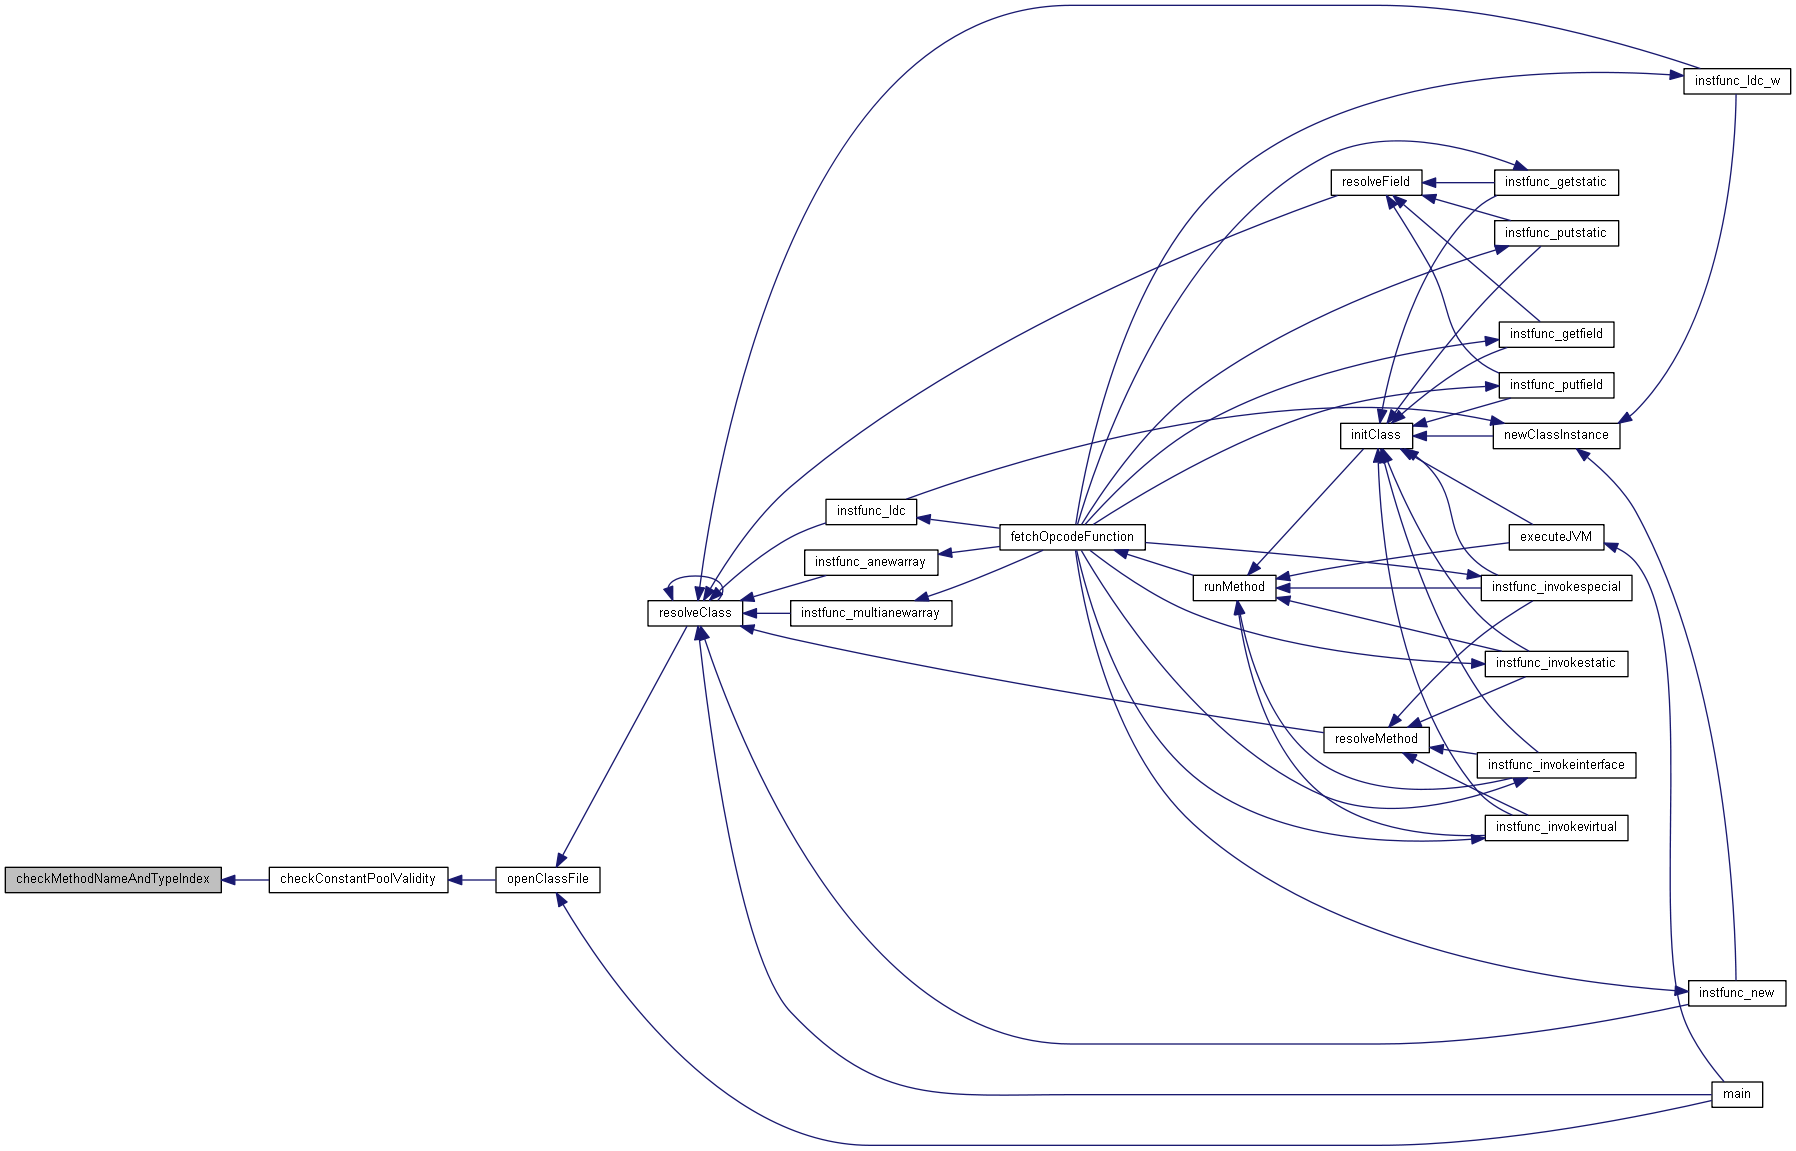 instfunc_ldc_w
resolveField
instfunc_getstatic
instfunc_putstatic
instfunc_getfield
instfunc_putfield
initClass
newClassInstance
instfunc_ldc
fetchOpcodeFunction
executeJVM
instfunc_anewarray
runMethod
instfunc_invokespecial
resolveClass
instfunc_multianewarray
instfunc_invokestatic
resolveMethod
instfunc_invokeinterface
instfunc_invokevirtual
checkMethodNameAndTypeIndex
checkConstantPoolValidity
openClassFile
instfunc_new
main